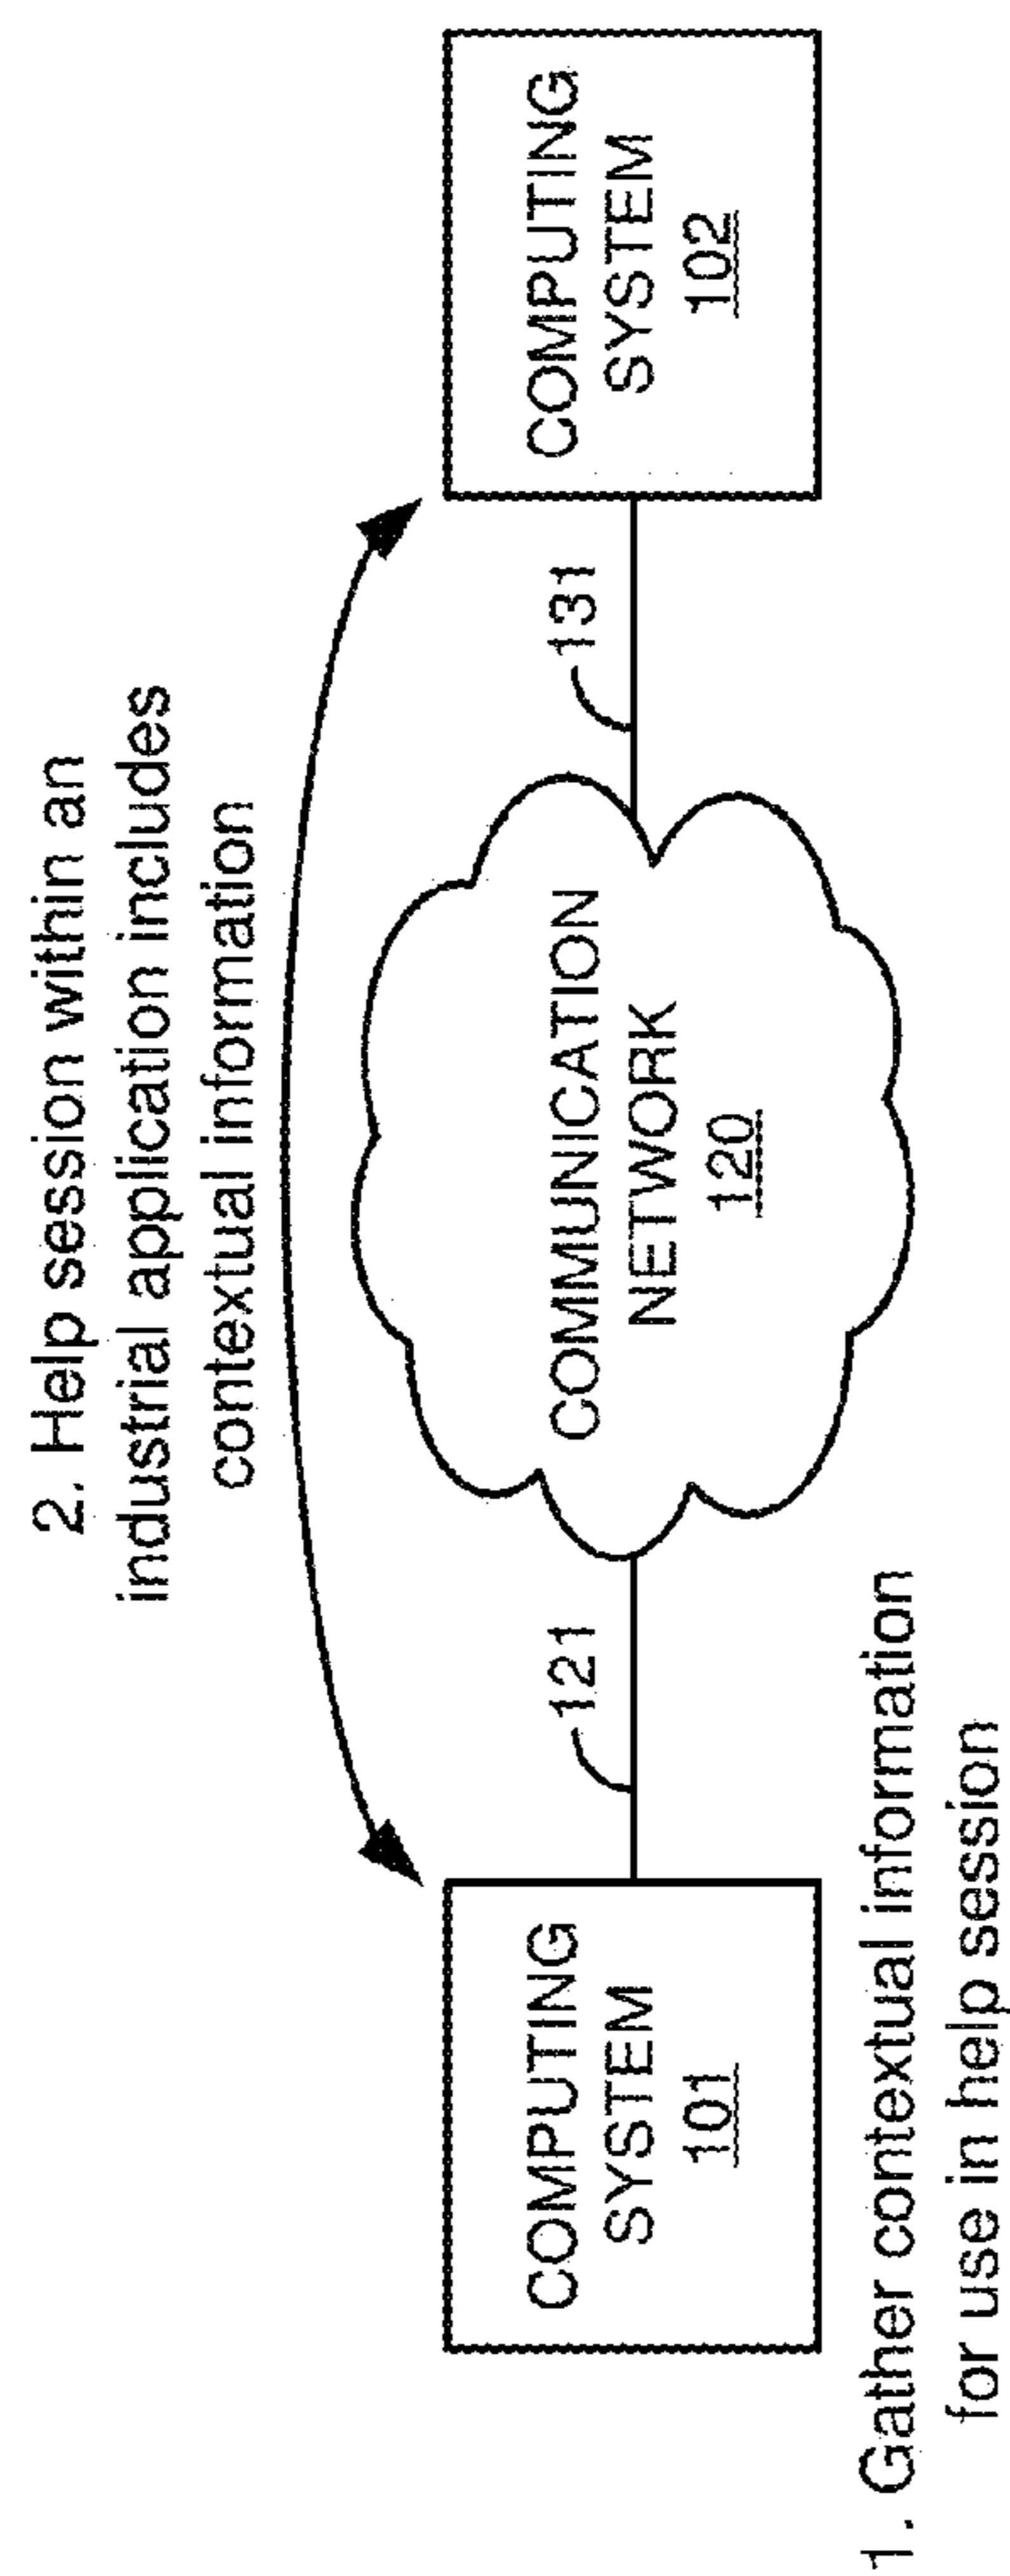 2. Help session within an
industrial application includes
contextual information
COMPUTING
SYSTEM
101
121
COMMUNICATION
NETWORK
120
131
COMPUTING
SYSTEM
102
1. Gather contextual information
for use in help session